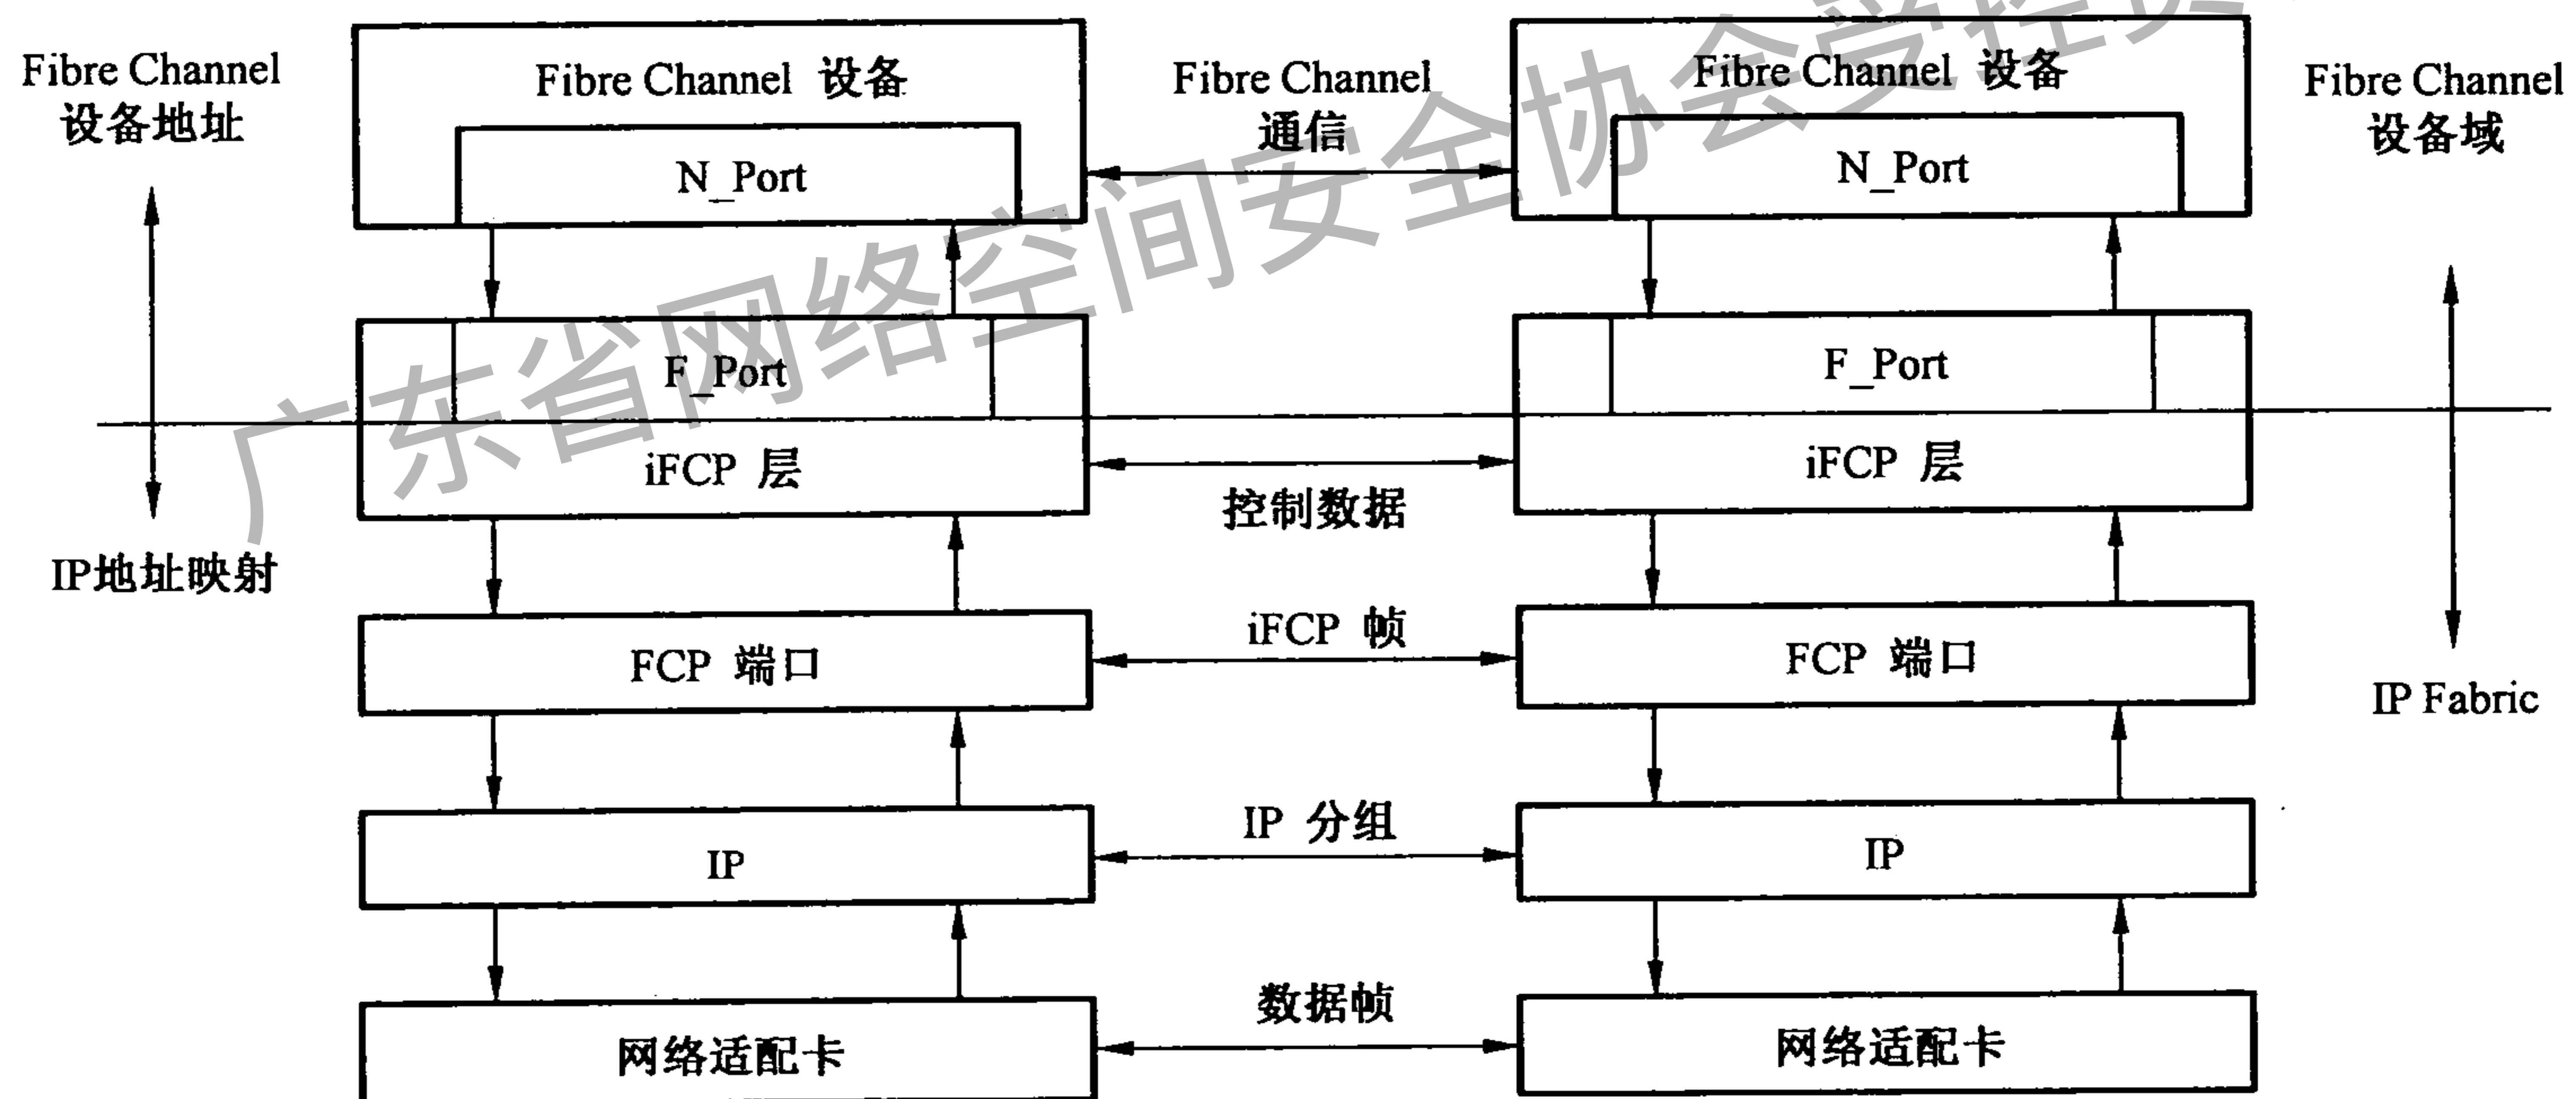 Fibre Channel
设备地址
Fibre Channel 设备
N_Port
Fibre Channel
通信
Fibre Channel 设备
N_Port
Fibre Channel
设备域
F_Port
F_Port
iFCP 层
控制数据
iFCP 层
IP地址映射
FCP 端口
iFCP 帧
FCP 端口
IP Fabric
IP
IP 分组
IP
网络适配卡
数据帧
网络适配卡
广东省网络空间安全协会受控